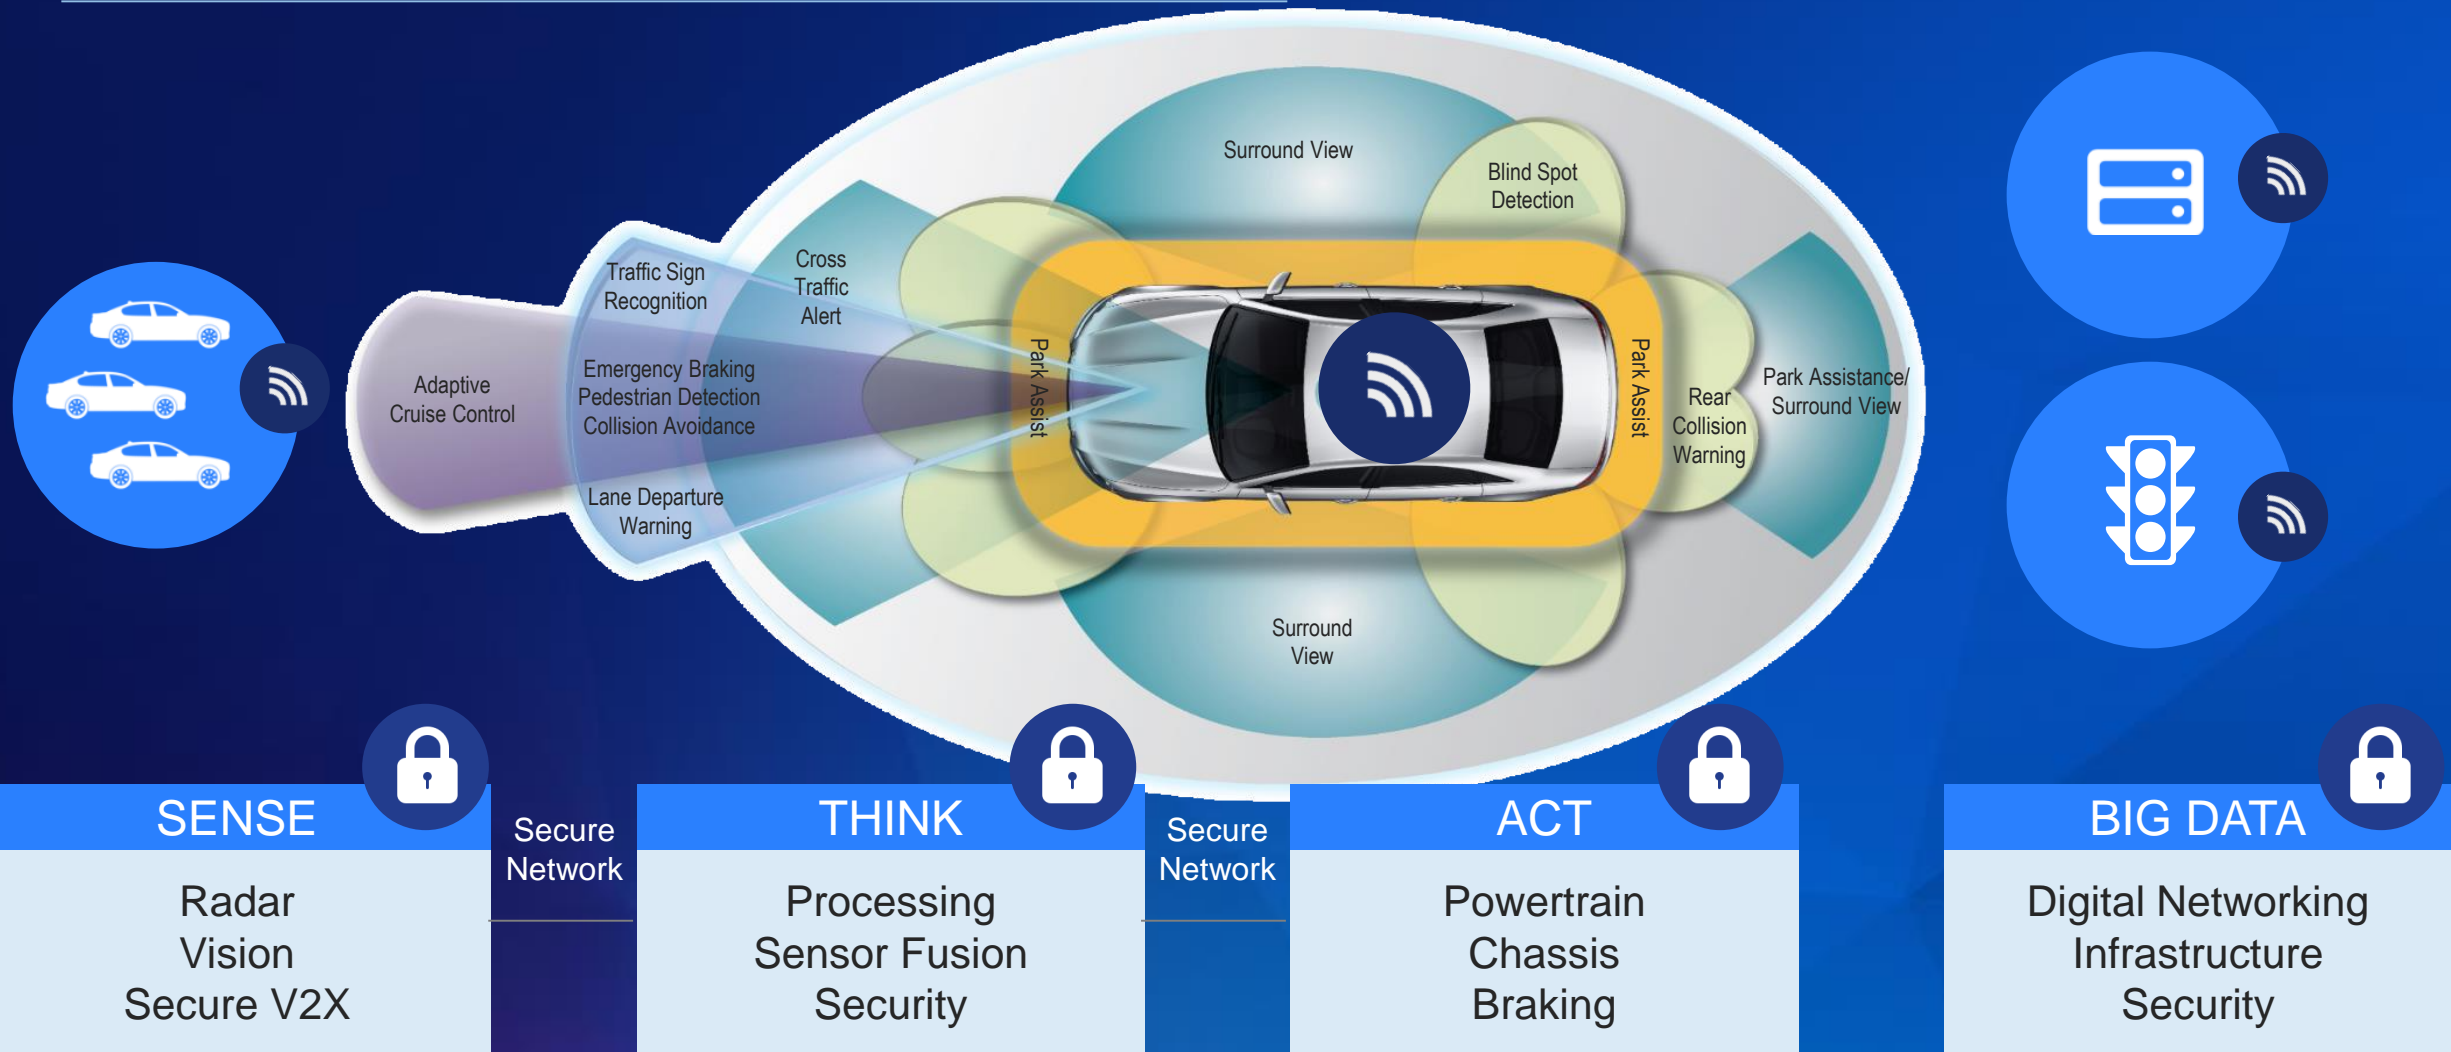 Surround View
Blind Spot
Detection
Traffic Sign
Recognition
Cross
Traffic
Alert
Adaptive
Cruise Control
Emergency Braking
Pedestrian Detection
Collision Avoidance
Lane Departure
Warning
Park Assist
Park Assist
Rear
Collision
Warning
Park Assistance/
Surround View
Surround
View
SENSE
Radar
Vision
Secure V2X
Secure
Network
THINK
Processing
Sensor Fusion
Security
Secure
Network
ACT
Powertrain
Chassis
Braking
BIG DATA
Digital Networking
Infrastructure
Security